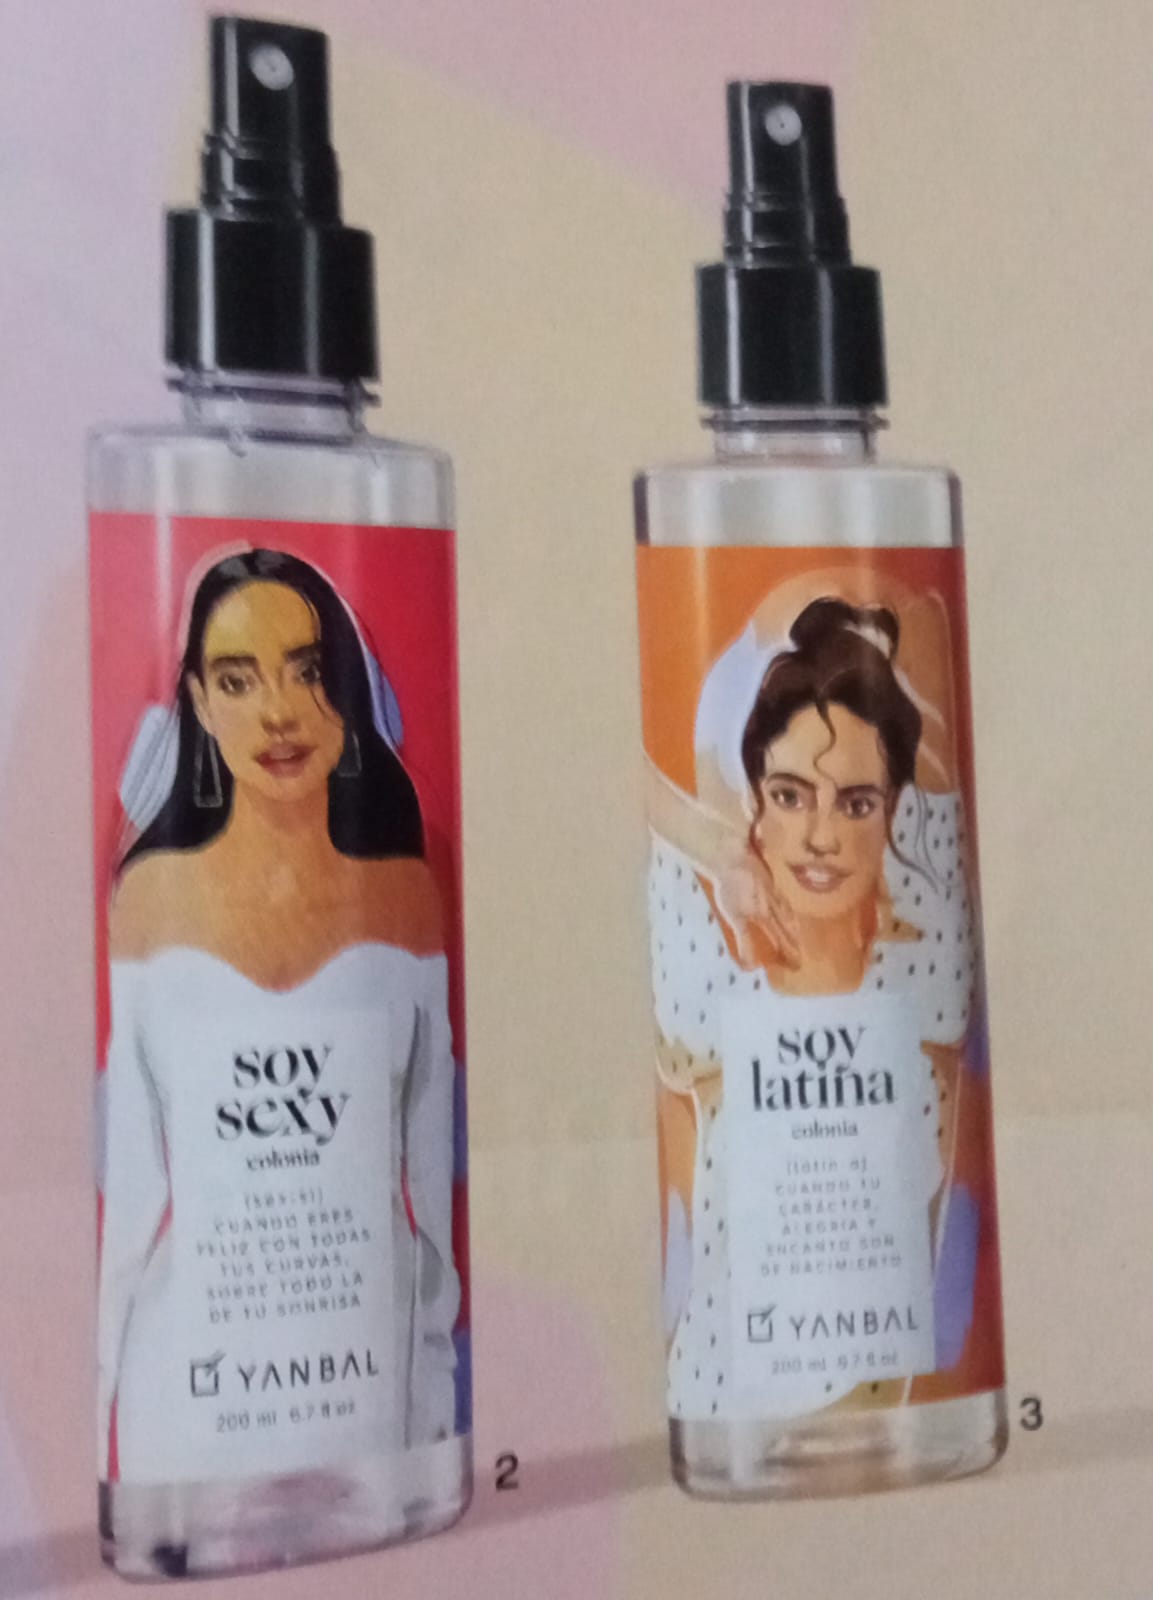 soy
sexy
colonia
[sex-si]
CUANDO ERES
FELIZ CON TODAS
TUS CURVAS,
SOBRE TODO LA
DE TU SONRISA
YANBAL
200 ml 6.7 fl oz
2
soy
latina
colonia
[latin-a]
CUANDO TU
CARÁCTER,
ALEGRÍA Y
ENCANTO SON
DE NACIMIENTO
YANBAL
200 ml 6.7 fl oz
3